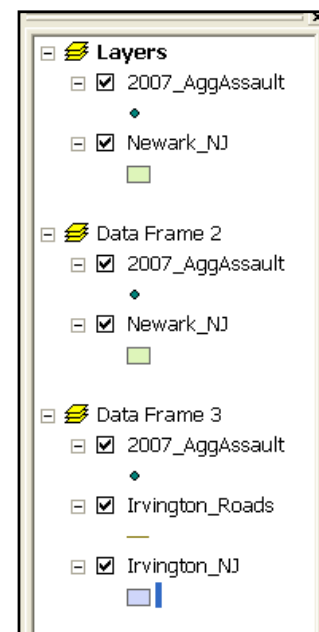 Layers
2007_AggAssault
Newark_NJ
Data Frame 2
2007_AggAssault
Newark_NJ
Data Frame 3
2007_AggAssault
Irvington_Roads
Irvington_NJ